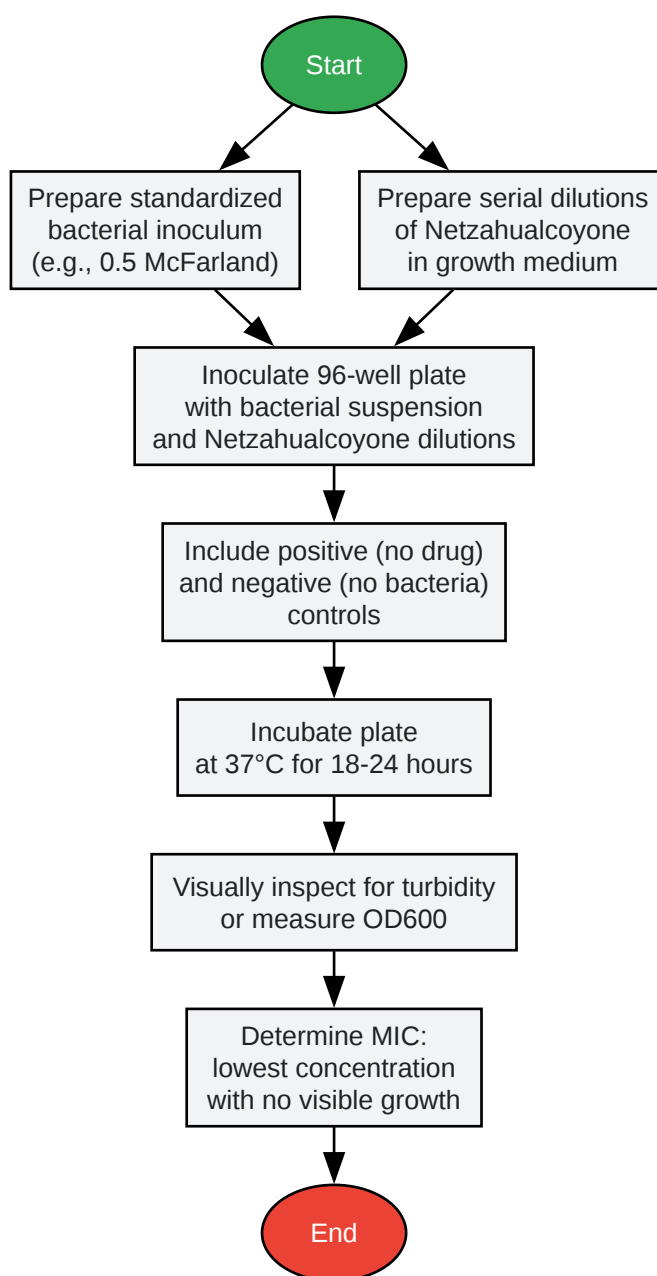 Start
Prepare standardized
bacterial inoculum
(e.g., 0.5 McFarland)
Prepare serial dilutions
of Netzahualcoyone
in growth medium
Inoculate 96-well plate
with bacterial suspension
and Netzahualcoyone dilutions
Include positive (no drug)
and negative (no bacteria)
controls
Incubate plate
at 37°C for 18-24 hours
Visually inspect for turbidity
or measure OD600
Determine MIC:
lowest concentration
with no visible growth
End